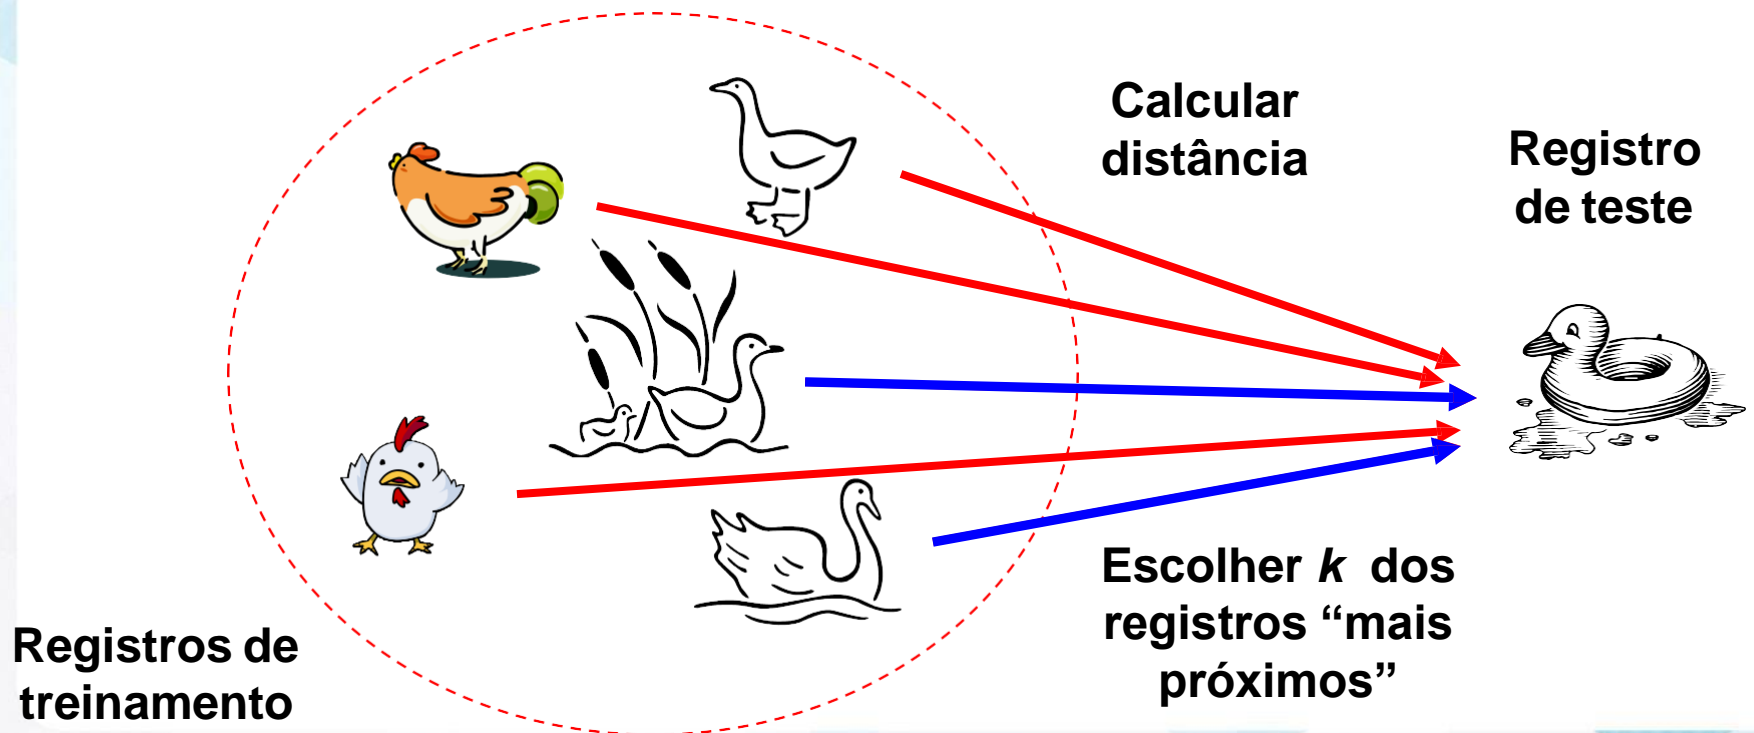 Calcular
distância
Registro
de teste
Escolher k dos
registros “mais
próximos”
Registros de
treinamento